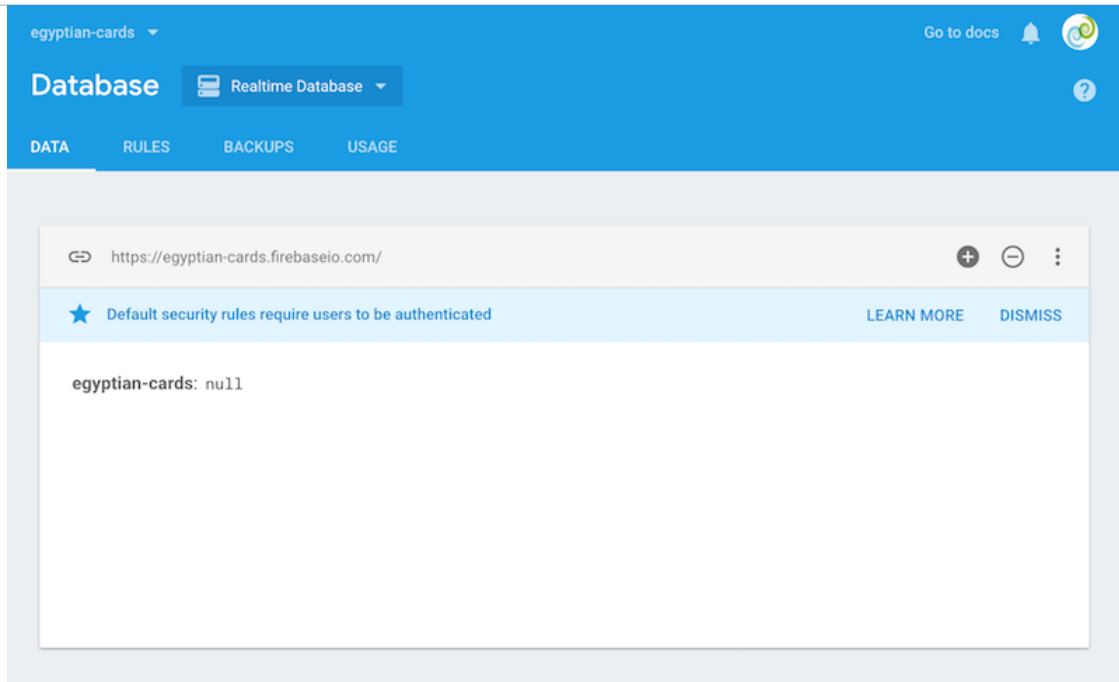 egyptian-cards Go to docs
Database Realtime Database
DATA RULES BACKUPS USAGE
https://egyptian-cards.firebaseio.com/
Default security rules require users to be authenticated LEARN MORE DISMISS
egyptian-cards: null